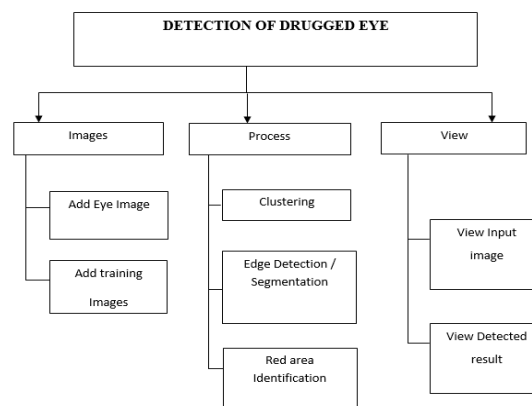 DETECTION OF DRUGGED EYE
Images
Process
View
Add Eye Image
Add training
Images
Clustering
Edge Detection /
Segmentation
Red area
Identification
View Input
image
View Detected
result